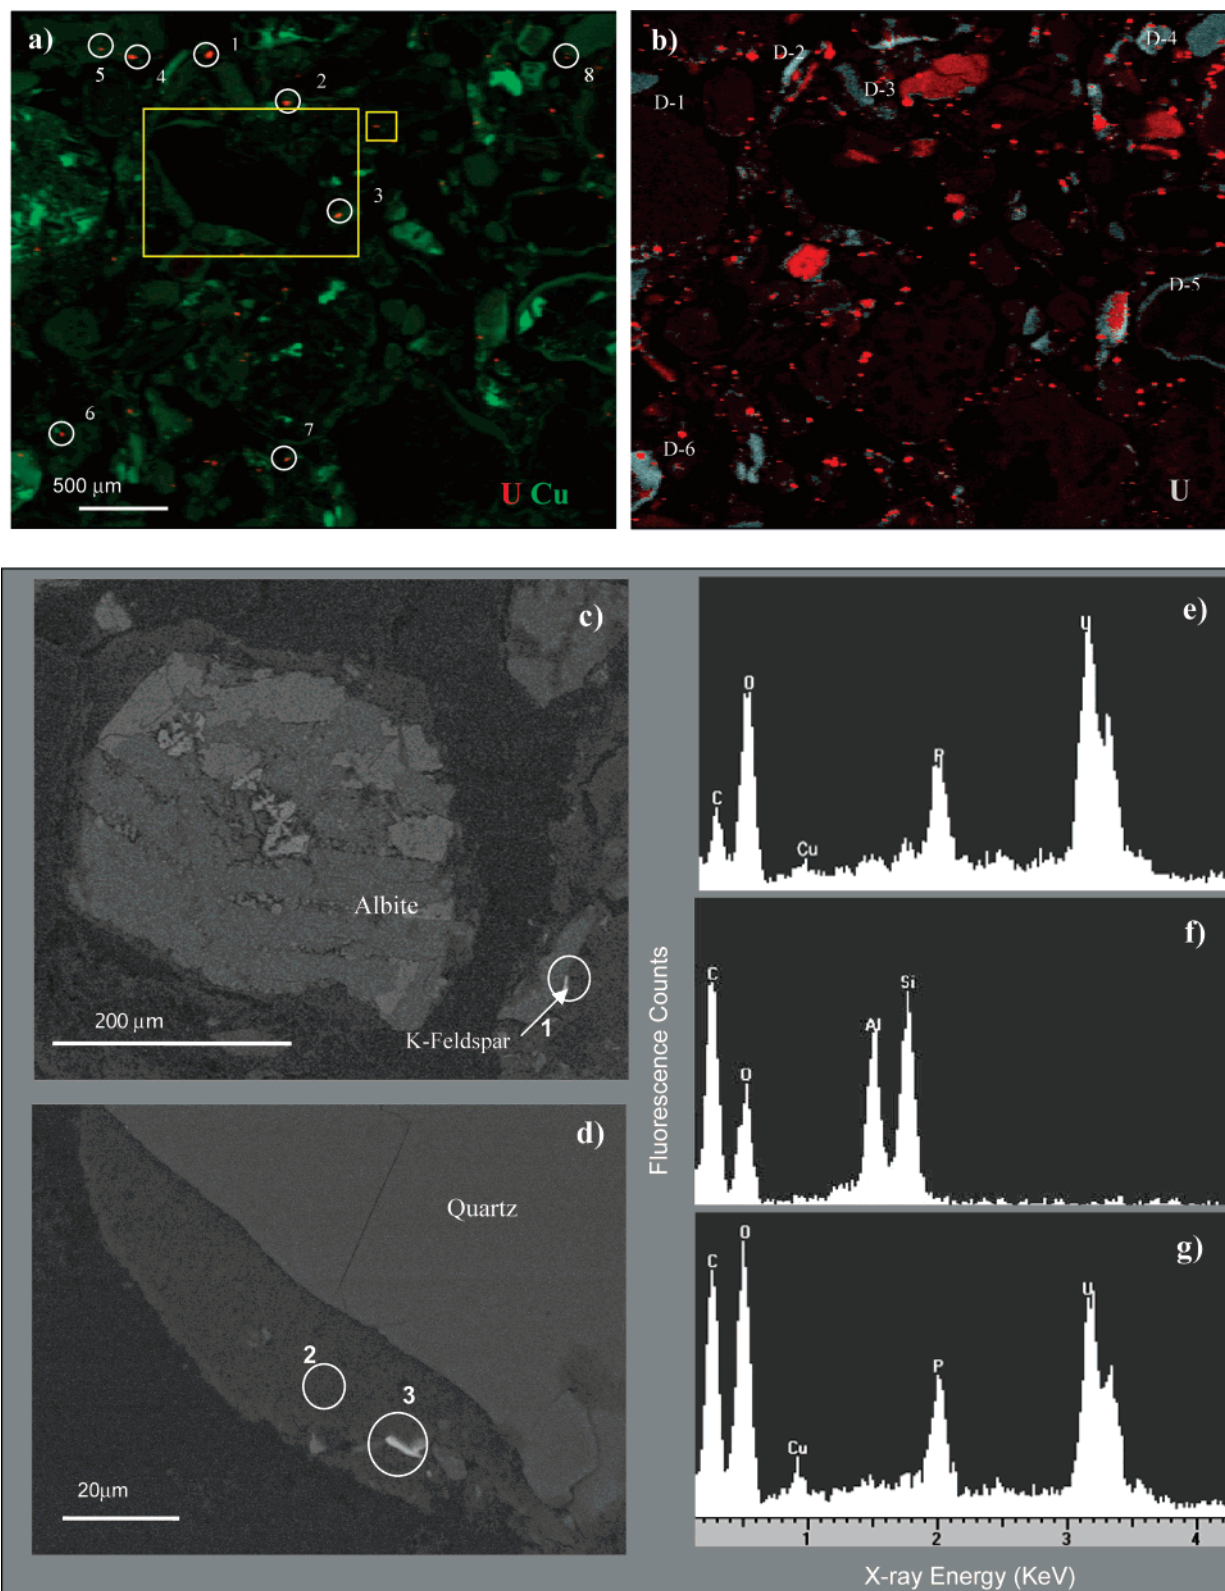 a)
1
5
4
8
2
3
6
7
500 µm
U Cu
b)
D-2
D-4
D-1
D-3
D-5
D-6
U
c)
Albite
200 µm
1
K-Feldspar
d)
Quartz
2
3
20µm
Fluorescence Counts
e)
U
O
P
C
Cu
f)
C
Si
Al
O
g)
O
C
U
P
Cu
1 2 3 4
X-ray Energy (KeV)